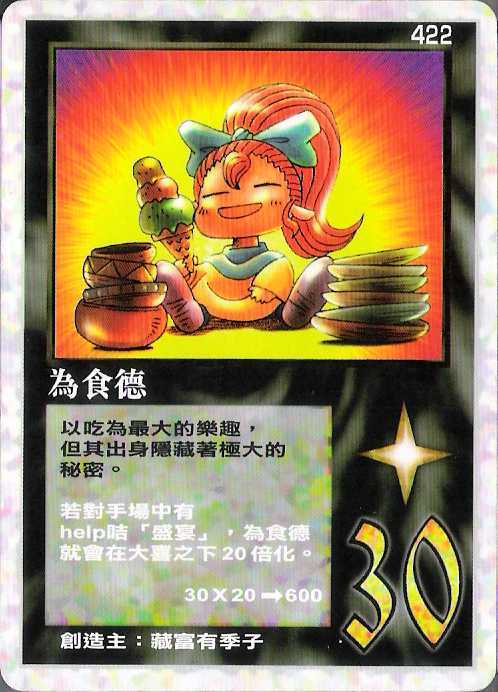 422
為食德
以吃為最大的樂趣，
但其出身隱藏著極大的
秘密。
若對手場中有
help咭「盛宴」，為食德
就會在大喜之下20倍化。
30X20➡600
30
創造主：藏富有季子